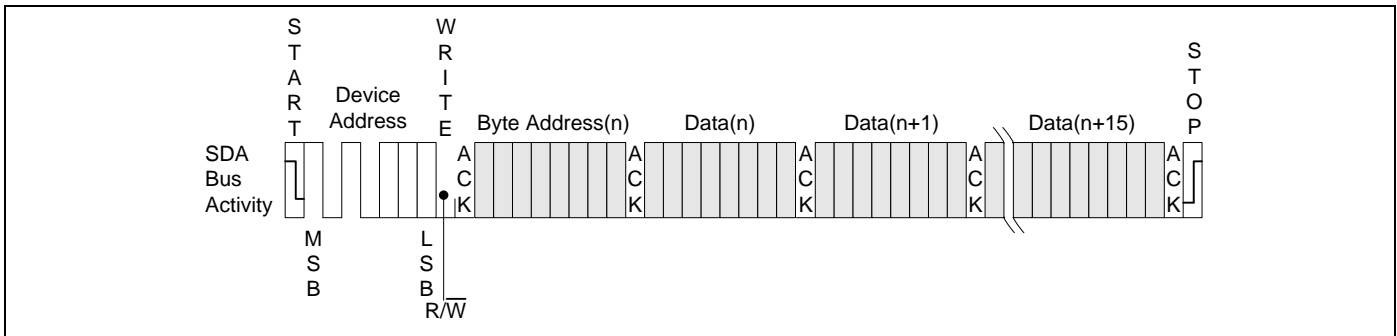 START
WRITE
STOP
Device
Address
Byte Address(n)
Data(n)
Data(n+1)
Data(n+15)
SDA
Bus
Activity
ACK
ACK
ACK
ACK
ACK
MSB
LSB
R/W̅